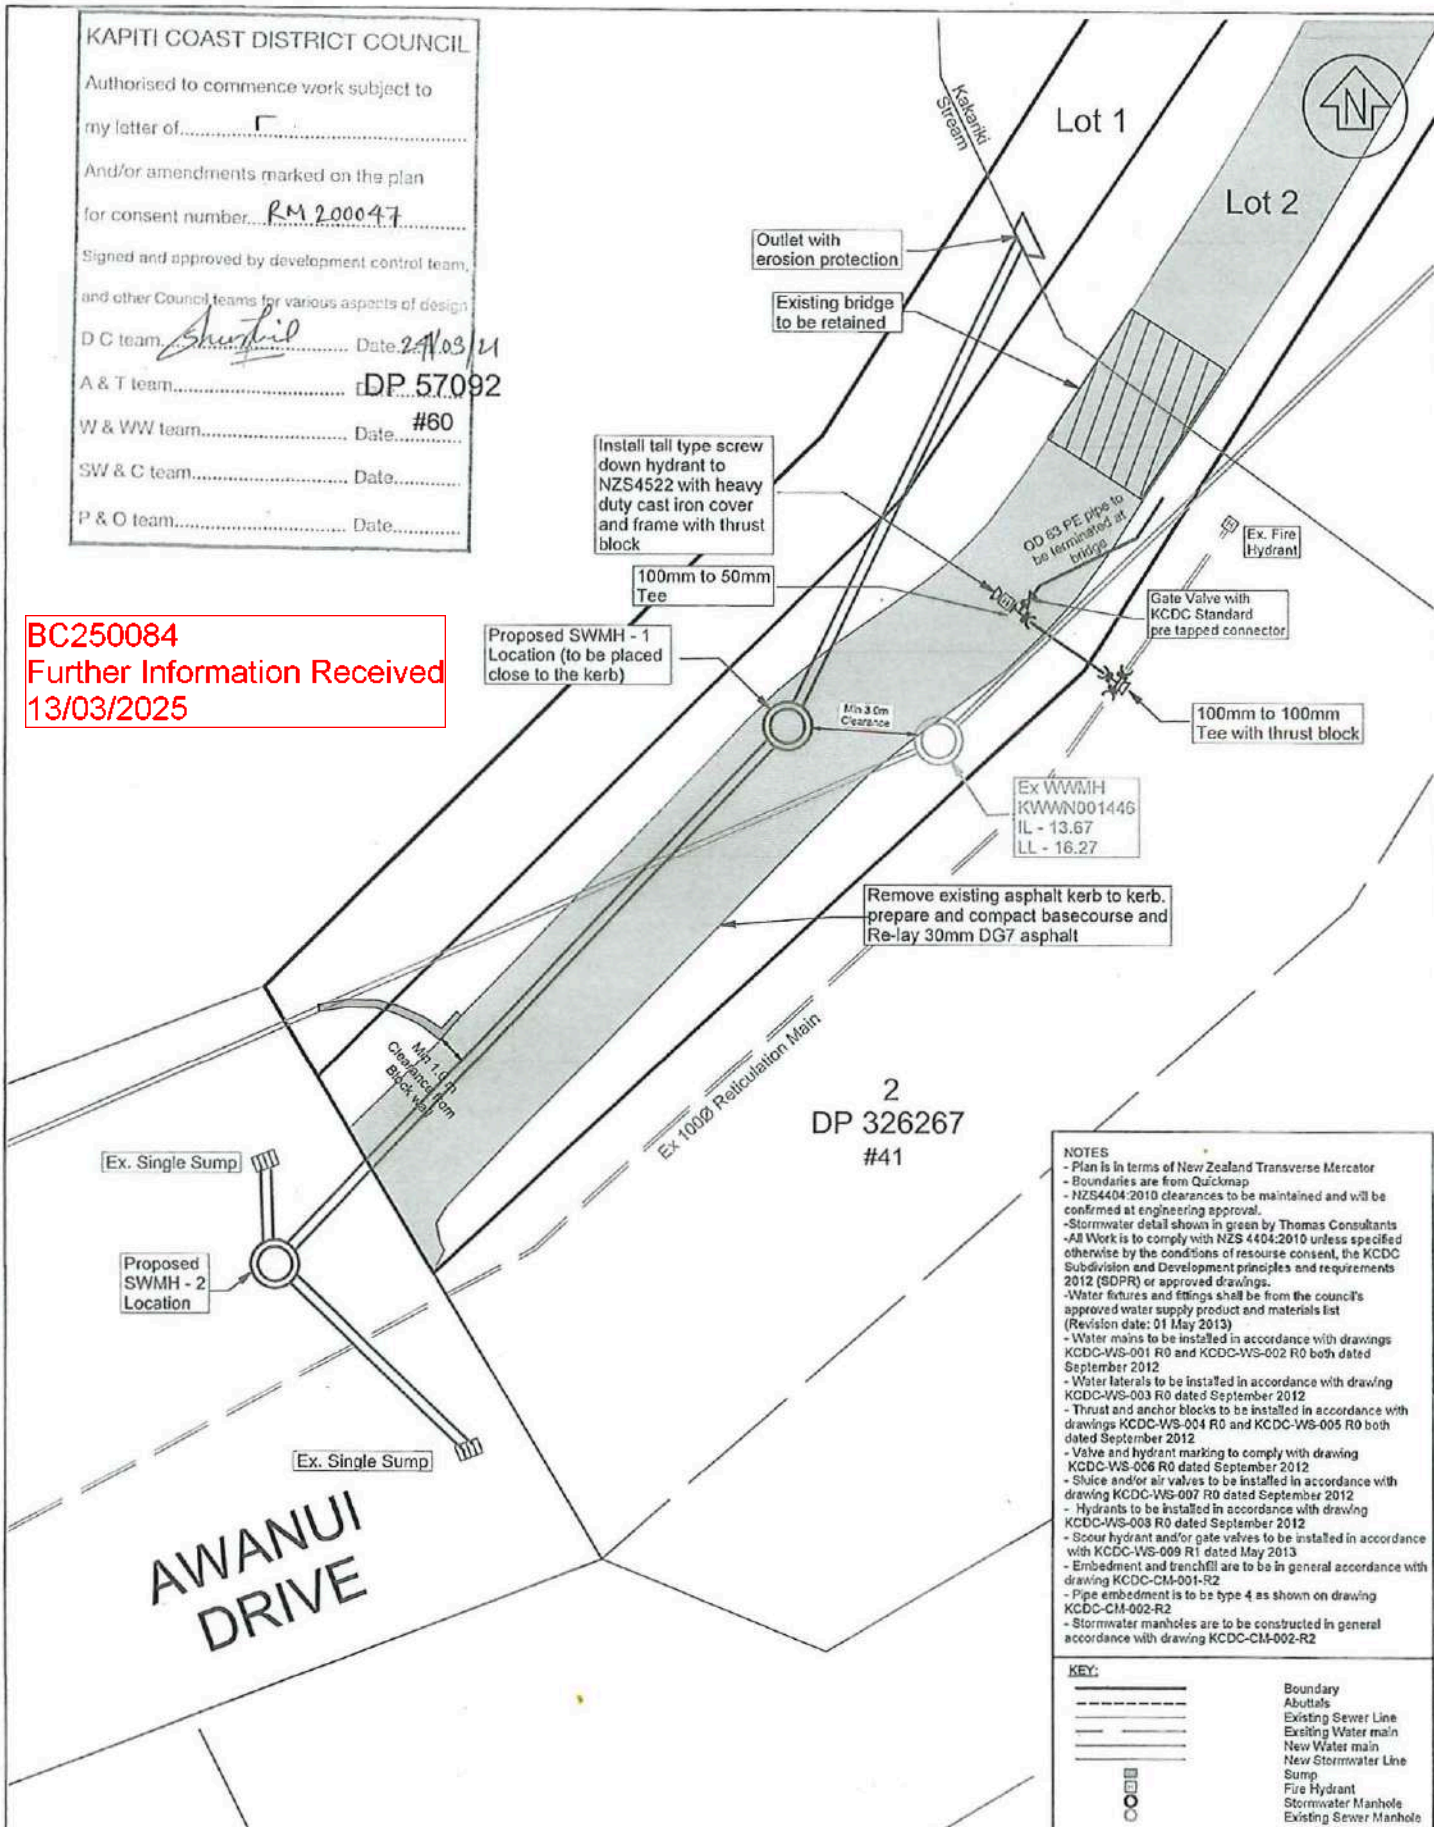 KAPITI COAST DISTRICT COUNCIL
Authorised to commence work subject to
my letter of
And/or amendments marked on the plan
for consent number RM 200047
Signed and approved by development control team,
and other Council teams for various aspects of design
D C team Date 24/03/21
A & T team
DP 57092
#60
W & WW team Date
SW & C team Date
P & O team Date
BC250084
Further Information Received
13/03/2025
Kakariki
Stream
Lot 1
N
Lot 2
Outlet with
erosion protection
Existing bridge
to be retained
Install tall type screw
down hydrant to
NZS4522 with heavy
duty cast iron cover
and frame with thrust
block
OD 63 PE pipe to
be terminated at
bridge
Ex. Fire
Hydrant
100mm to 50mm
Tee
Gate Valve with
KCDC Standard
pre tapped connector
Proposed SWMH - 1
Location (to be placed
close to the kerb)
Min 3.0m
Clearance
100mm to 100mm
Tee with thrust block
Ex WWMH
KWWN001446
IL - 13.67
LL - 16.27
Remove existing asphalt kerb to kerb.
prepare and compact basecourse and
Re-lay 30mm DG7 asphalt
Min 1.0 m
Clearance from
Block wall
Ex 100Ø Reticulation Main
2
DP 326267
#41
Ex. Single Sump
Proposed
SWMH - 2
Location
Ex. Single Sump
AWANUI
DRIVE
NOTES
- Plan is in terms of New Zealand Transverse Mercator
- Boundaries are from Quickmap
- NZS4404:2010 clearances to be maintained and will be
confirmed at engineering approval.
-Stormwater detail shown in green by Thomas Consultants
-All Work is to comply with NZS 4404:2010 unless specified
otherwise by the conditions of resourse consent, the KCDC
Subdivision and Development principles and requirements
2012 (SDPR) or approved drawings.
-Water fixtures and fittings shall be from the council's
approved water supply product and materials list
(Revision date: 01 May 2013)
- Water mains to be installed in accordance with drawings
KCDC-WS-001 R0 and KCDC-WS-002 R0 both dated
September 2012
- Water laterals to be installed in accordance with drawing
KCDC-WS-003 R0 dated September 2012
- Thrust and anchor blocks to be installed in accordance with
drawings KCDC-WS-004 R0 and KCDC-WS-005 R0 both
dated September 2012
- Valve and hydrant marking to comply with drawing
KCDC-WS-006 R0 dated September 2012
- Sluice and/or air valves to be installed in accordance with
drawing KCDC-WS-007 R0 dated September 2012
- Hydrants to be installed in accordance with drawing
KCDC-WS-008 R0 dated September 2012
- Scour hydrant and/or gate valves to be installed in accordance
with KCDC-WS-009 R1 dated May 2013
- Embedment and trenchfill are to be in general accordance with
drawing KCDC-CM-001-R2
- Pipe embedment is to be type 4 as shown on drawing
KCDC-CM-002-R2
- Stormwater manholes are to be constructed in general
accordance with drawing KCDC-CM-002-R2
KEY:
Boundary
Abuttals
Existing Sewer Line
Exsiting Water main
New Water main
New Stormwater Line
Sump
Fire Hydrant
Stormwater Manhole
Existing Sewer Manhole